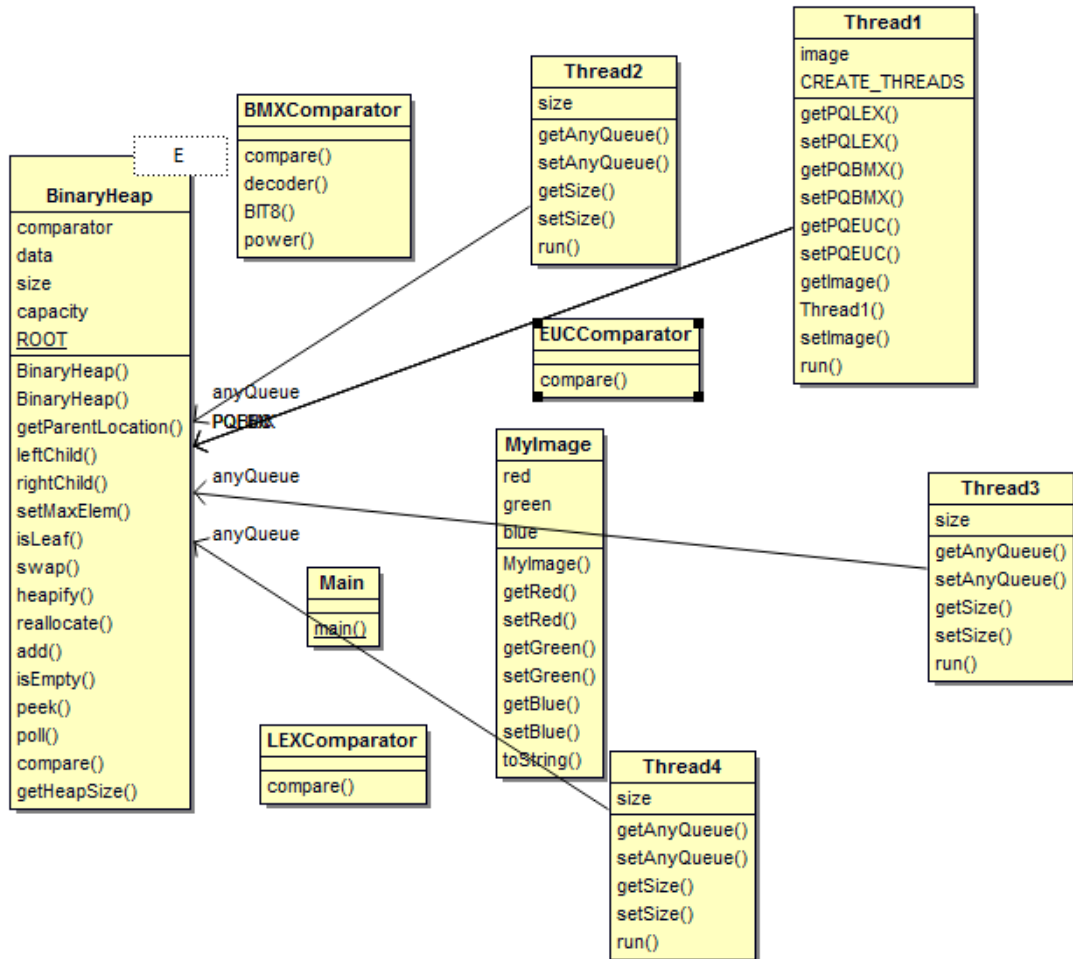 E
BinaryHeap
comparator
data
size
capacity
ROOT
BinaryHeap()
BinaryHeap()
getParentLocation()
leftChild()
rightChild()
setMaxElem()
isLeaf()
swap()
heapify()
reallocate()
add()
isEmpty()
peek()
poll()
compare()
getHeapSize()
BMXComparator
compare()
decoder()
BIT8()
power()
Thread2
size
getAnyQueue()
setAnyQueue()
getSize()
setSize()
run()
Thread1
image
CREATE_THREADS
getPQLEX()
setPQLEX()
getPQBMX()
setPQBMX()
getPQEUC()
setPQEUC()
getImage()
Thread1()
setImage()
run()
EUCComparator
compare()
anyQueue
anyQueue
anyQueue
MyImage
red
green
blue
MyImage()
getRed()
setRed()
getGreen()
setGreen()
getBlue()
setBlue()
toString()
Thread3
size
getAnyQueue()
setAnyQueue()
getSize()
setSize()
run()
Main
main()
LEXComparator
compare()
Thread4
size
getAnyQueue()
setAnyQueue()
getSize()
setSize()
run()